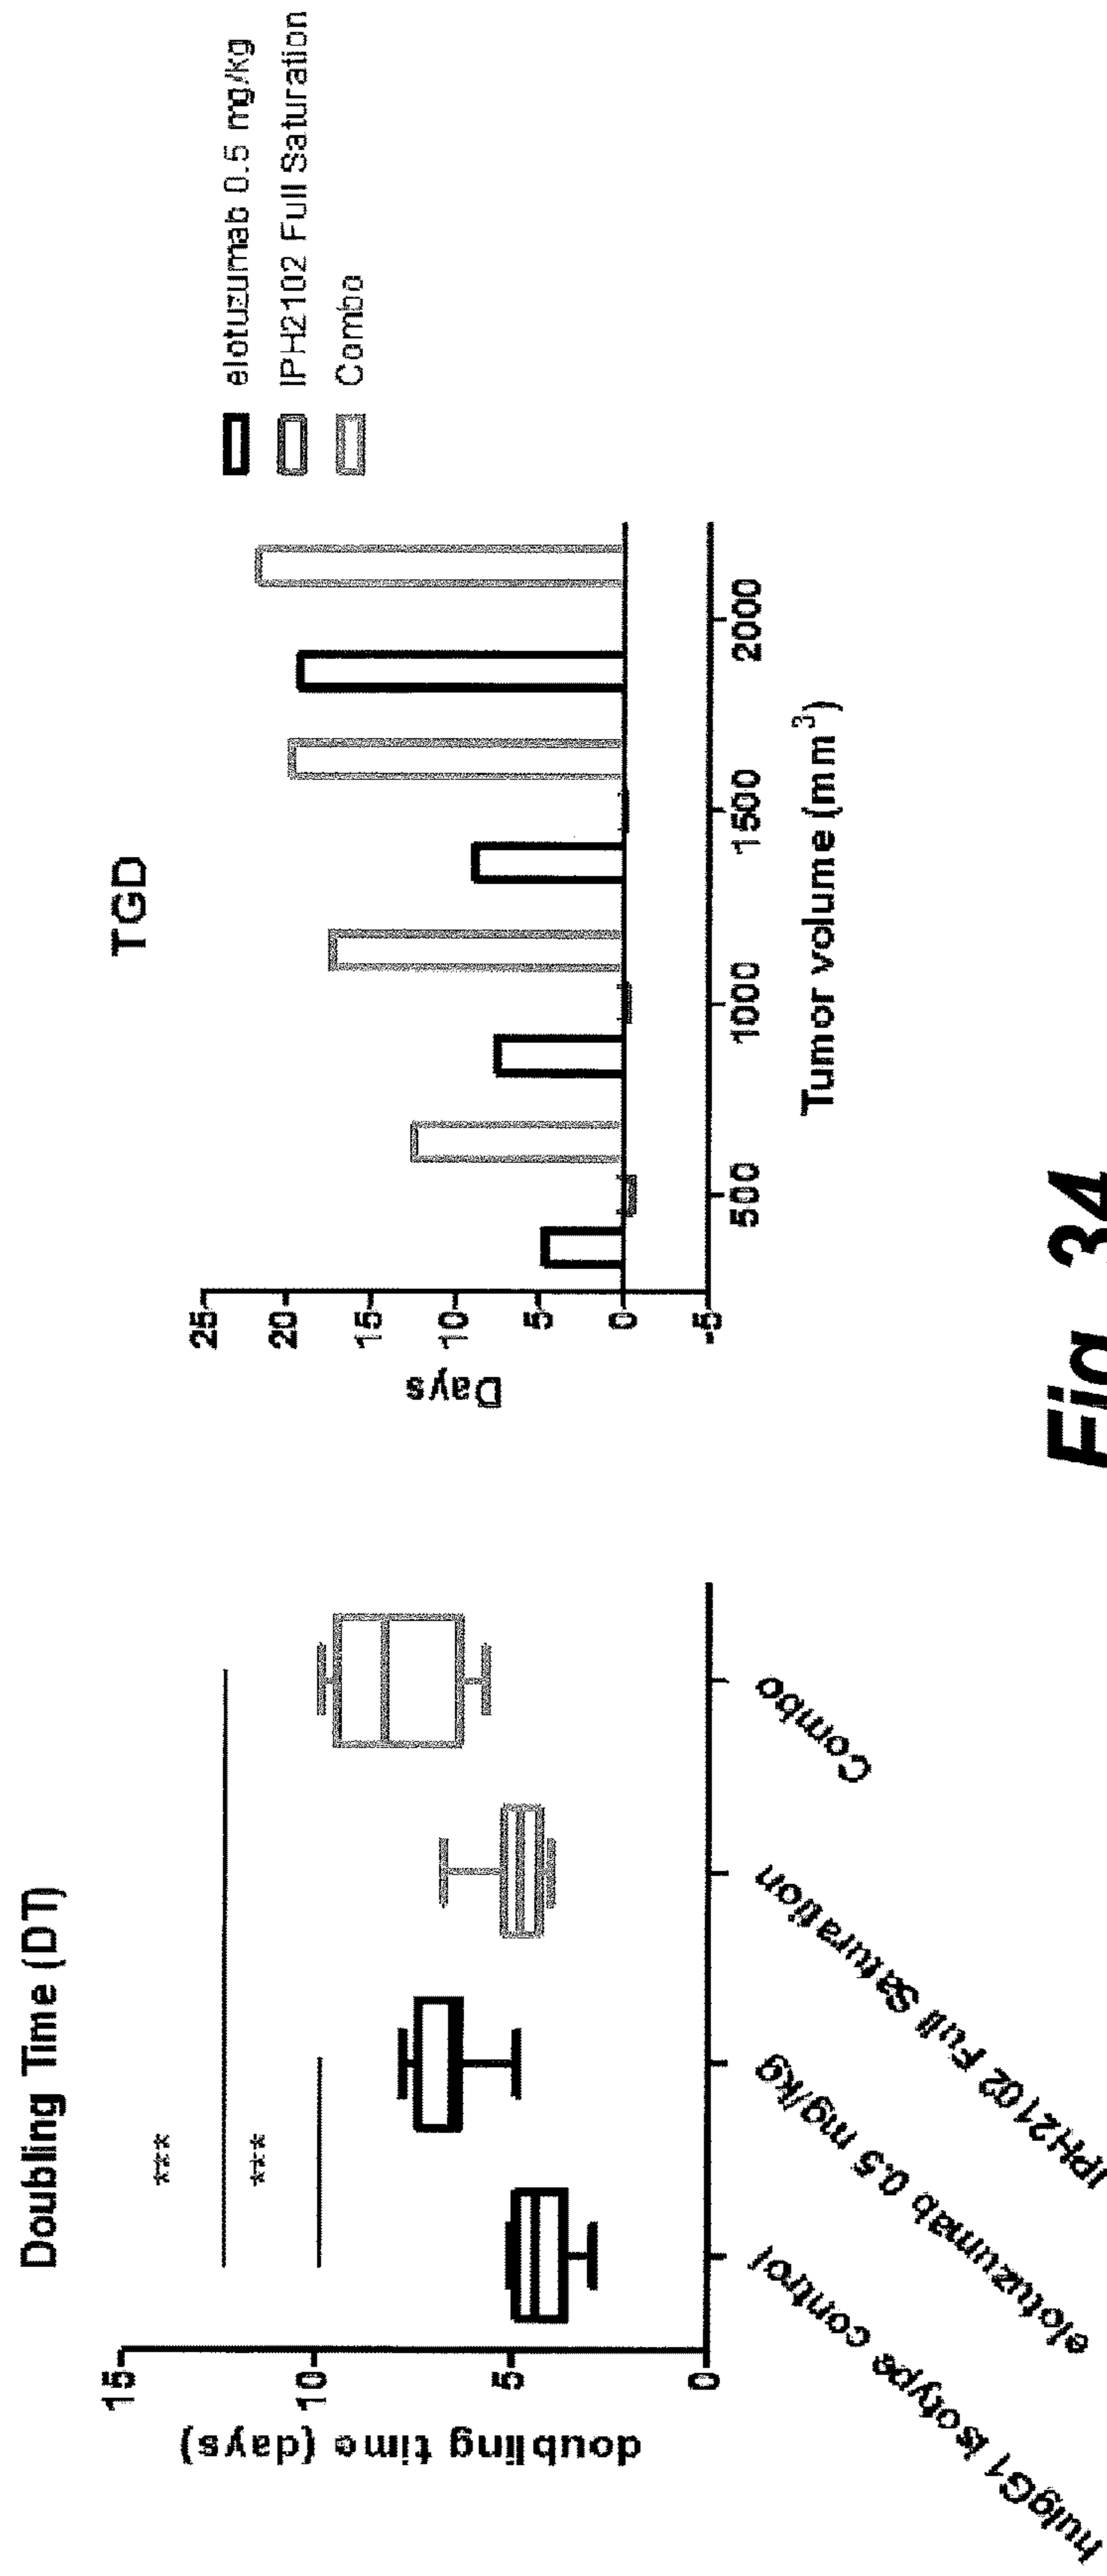 Doubling Time (DT)
***
***
15
10
5
0
doubling time (days)
huIgG1 Isotype control
elotuzumab 0.5 mg/kg
IPH2102 Full Saturation
Combo
TGD
25
20
15
10
5
0
-5
Days
500
1000
1500
2000
Tumor volume (mm³)
elotuzumab 0.5 mg/kg
IPH2102 Full Saturation
Combo
Fig. 34